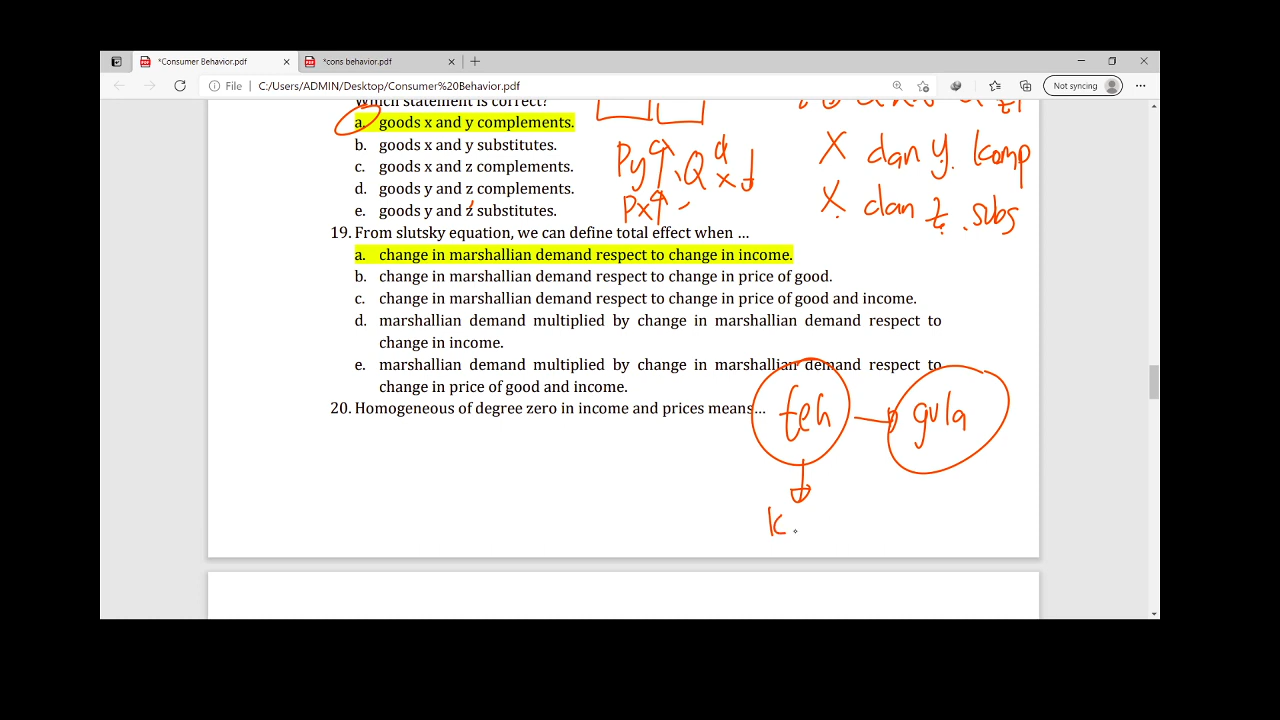 *Consumer Behavior.pdf
*cons behavior.pdf
File
C:/Users/ADMIN/Desktop/Consumer%20Behavior.pdf
Not syncing
Which statement is correct?
a. goods x and y complements.
b. goods x and y substitutes.
c. goods x and z complements.
d. goods y and z complements.
e. goods y and z substitutes.
Py Q d x
Px
X dan y komp
X dan z subs
19. From slutsky equation, we can define total effect when ...
a. change in marshallian demand respect to change in income.
b. change in marshallian demand respect to change in price of good.
c. change in marshallian demand respect to change in price of good and income.
d. marshallian demand multiplied by change in marshallian demand respect to
change in income.
e. marshallian demand multiplied by change in marshallian demand respect to
change in price of good and income.
20. Homogeneous of degree zero in income and prices means...
teh gula
K